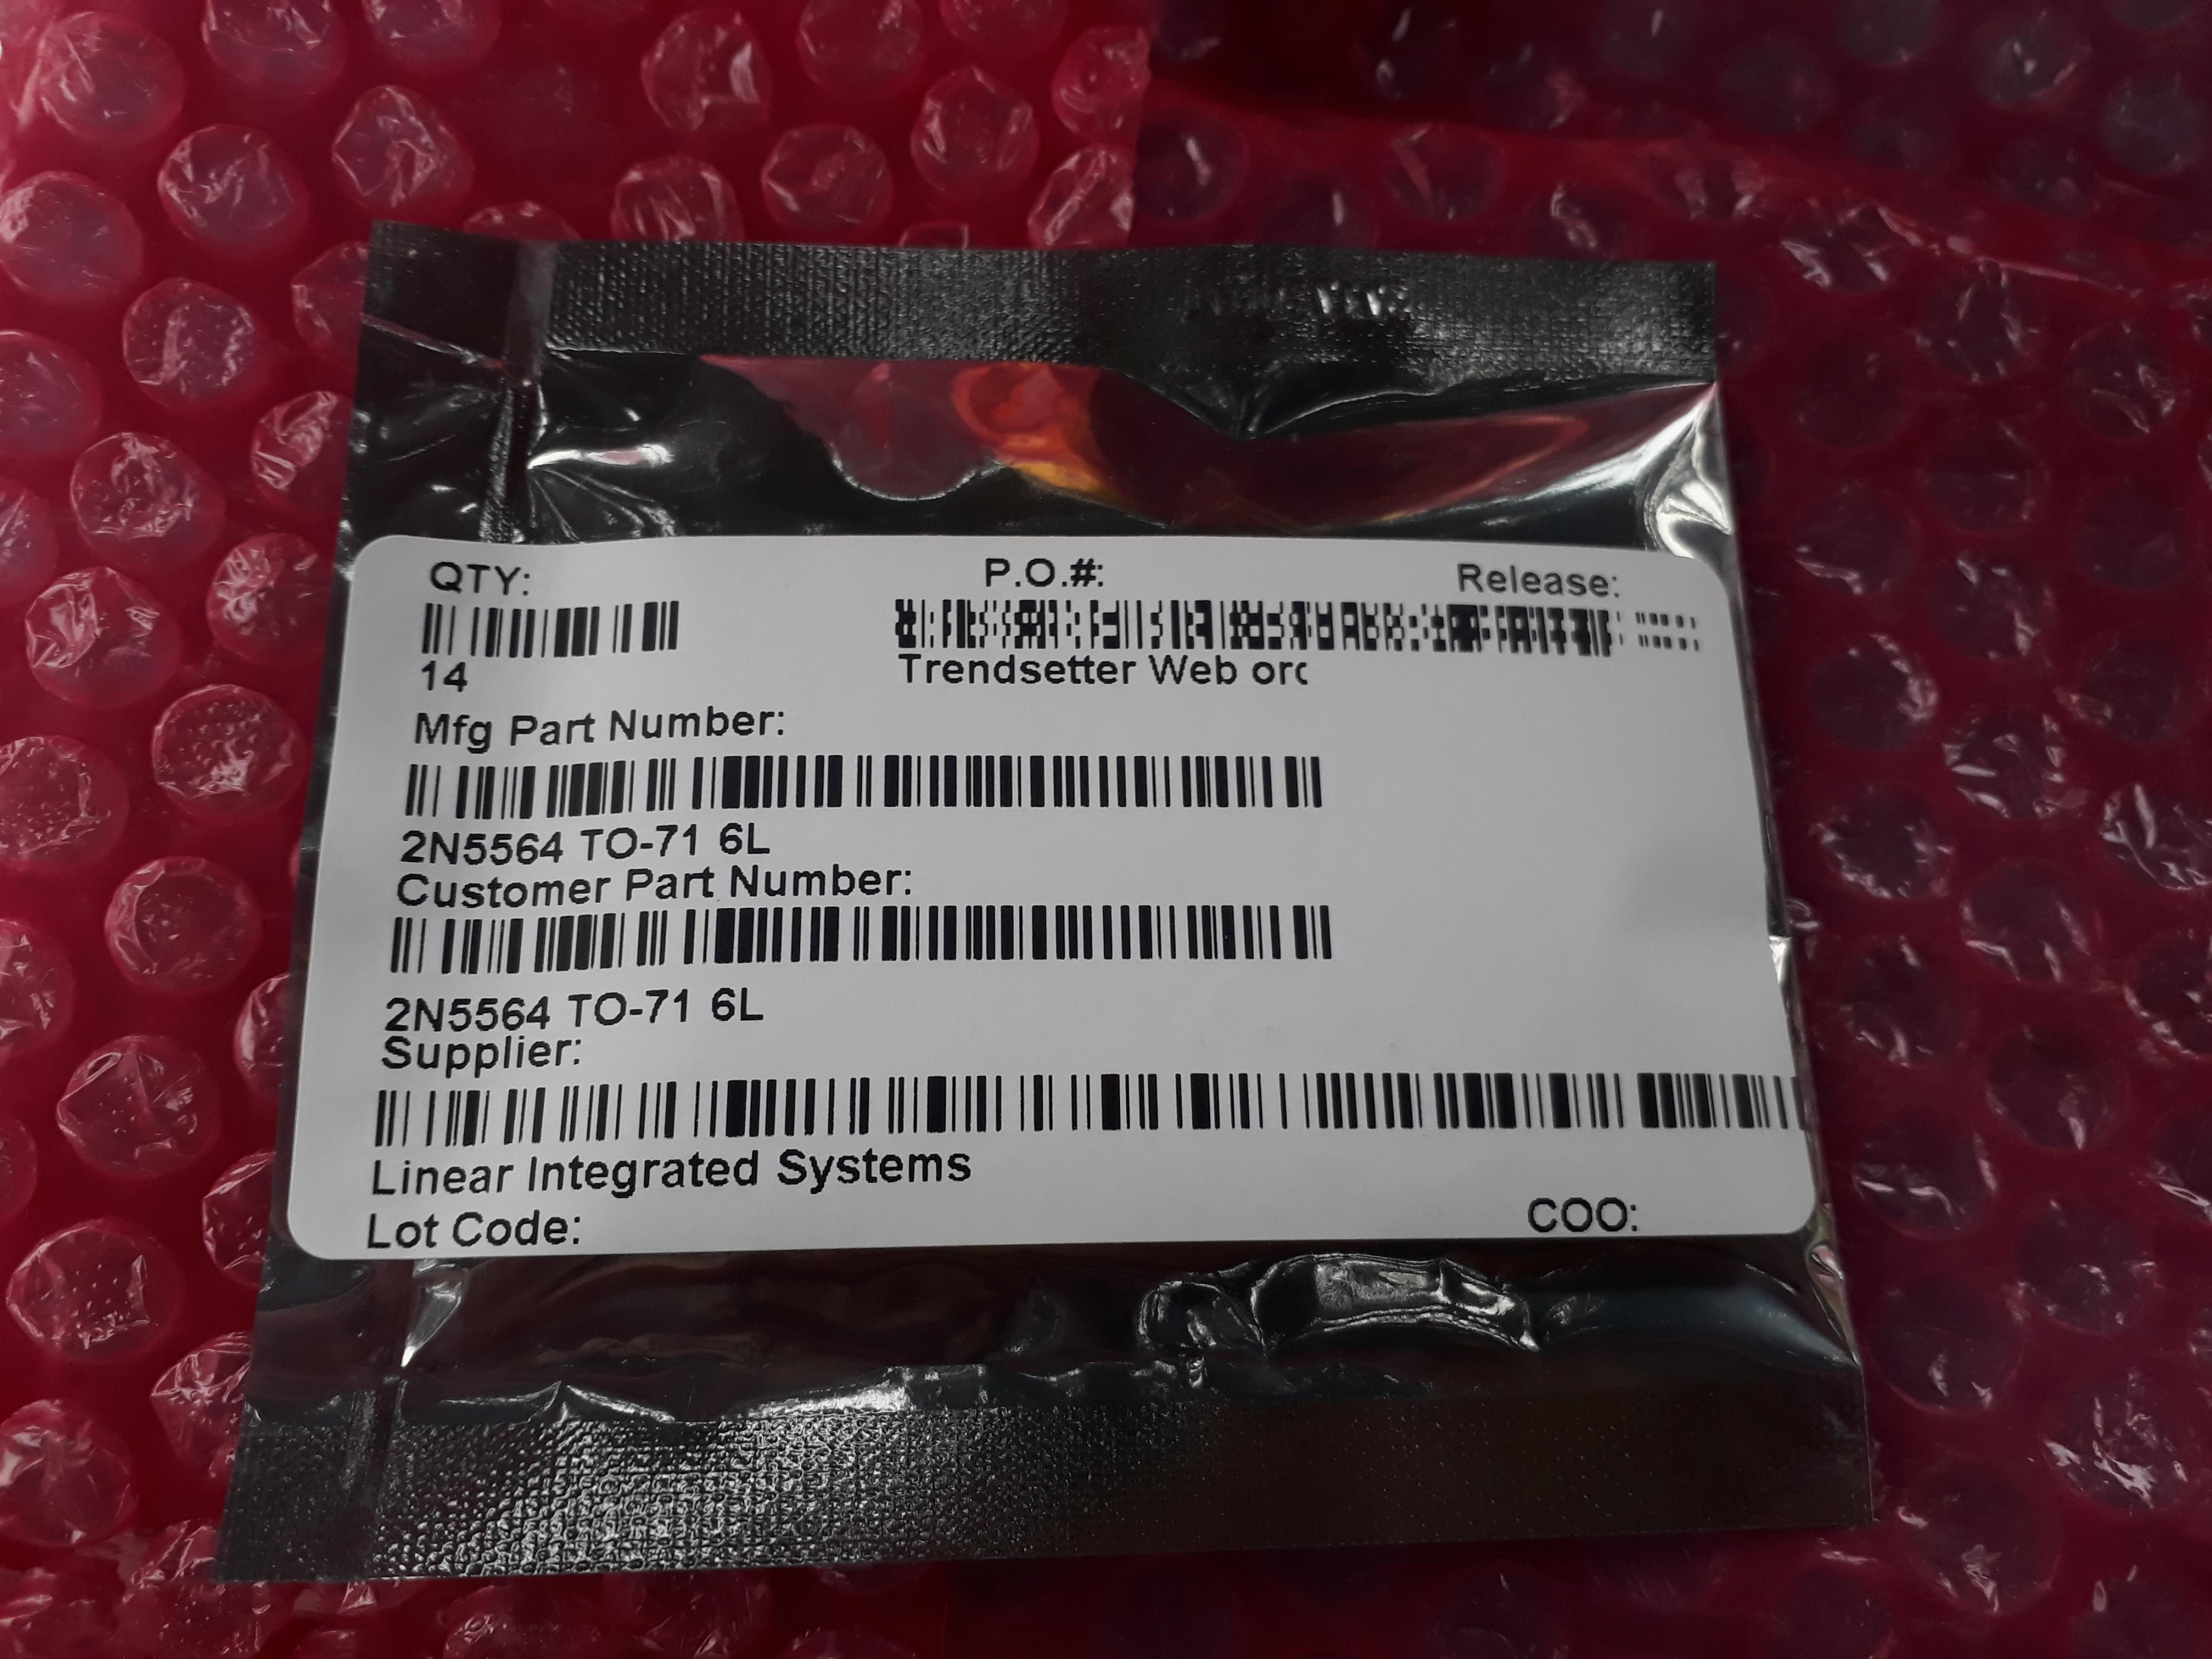 QTY: P.O.#: Release:
14 Trendsetter Web orc
Mfg Part Number:
2N5564 TO-71 6L
Customer Part Number:
2N5564 TO-71 6L
Supplier:
Linear Integrated Systems
Lot Code: COO: